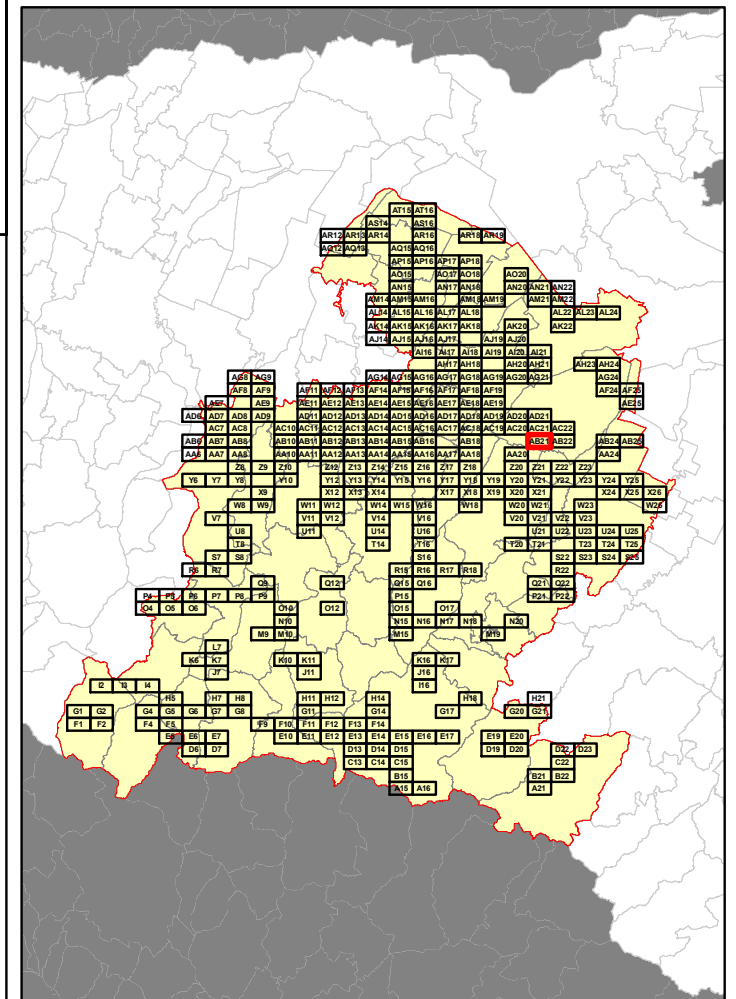 AT15 AT16
AS14 AS16
AR12 AR13 AR14 AR16 AR18 AR19
AQ12 AQ13 AQ15 AQ16
AP15 AP16 AP17 AP18
AO15 AO17 AO18 AO20
AN15 AN17 AN18 AN20 AN21 AN22
AM14 AM15 AM16 AM18 AM19 AM21 AM22
AL14 AL15 AL16 AL17 AL18 AL22 AL23 AL24
AK14 AK15 AK16 AK17 AK18 AK20 AK22
AJ14 AJ15 AJ16 AJ17 AJ19 AJ20
AI16 AI17 AI18 AI19 AI20 AI21
AH17 AH18 AH20 AH21 AH23 AH24
AG8 AG9 AG14 AG15 AG16 AG17 AG18 AG19 AG20 AG21 AG24
AF8 AF9 AF11 AF12 AF13 AF14 AF15 AF16 AF17 AF18 AF19 AF24 AF25
AE7 AE9 AE11 AE12 AE13 AE14 AE15 AE16 AE17 AE18 AE19 AE25
AD6 AD7 AD8 AD9 AD11 AD12 AD13 AD14 AD15 AD16 AD17 AD18 AD19 AD20 AD21
AC7 AC8 AC10 AC11 AC12 AC13 AC14 AC15 AC16 AC17 AC18 AC19 AC20 AC21 AC22
AB6 AB7 AB8 AB10 AB11 AB12 AB13 AB14 AB15 AB16 AB18 AB21 AB22 AB24 AB25
AA6 AA7 AA8 AA10 AA11 AA12 AA13 AA14 AA15 AA16 AA17 AA18 AA20 AA24
Z8 Z9 Z10 Z12 Z13 Z14 Z15 Z16 Z17 Z18 Z20 Z21 Z22 Z23
Y6 Y7 Y8 Y10 Y12 Y13 Y14 Y15 Y16 Y17 Y18 Y19 Y20 Y21 Y22 Y23 Y24 Y25
X9 X12 X13 X14 X17 X18 X19 X20 X21 X24 X25 X26
W8 W9 W11 W12 W14 W15 W16 W18 W20 W21 W23 W26
V7 V11 V12 V14 V16 V20 V21 V22 V23
U8 U11 U14 U16 U21 U22 U23 U24 U25
T8 T14 T16 T20 T21 T23 T24 T25
S7 S8 S16 S22 S23 S24 S25
R6 R7 R15 R16 R17 R18 R22
Q9 Q12 Q15 Q16 Q21 Q22
P4 P5 P6 P7 P8 P9 P15 P21 P22
O4 O5 O6 O10 O12 O15 O17
N10 N15 N16 N17 N18 N20
M9 M10 M15 M19
L7
K6 K7 K10 K11 K16 K17
J7 J11 J16
I2 I3 I4 I16
H5 H7 H8 H11 H12 H14 H18 H21
G1 G2 G4 G5 G6 G7 G8 G11 G14 G17 G20 G21
F1 F2 F4 F5 F9 F10 F11 F12 F13 F14
E5 E6 E7 E10 E11 E12 E13 E14 E15 E16 E17 E19 E20
D6 D7 D13 D14 D15 D19 D20 D22 D23
C13 C14 C15 C22
B15 B21 B22
A15 A16 A21